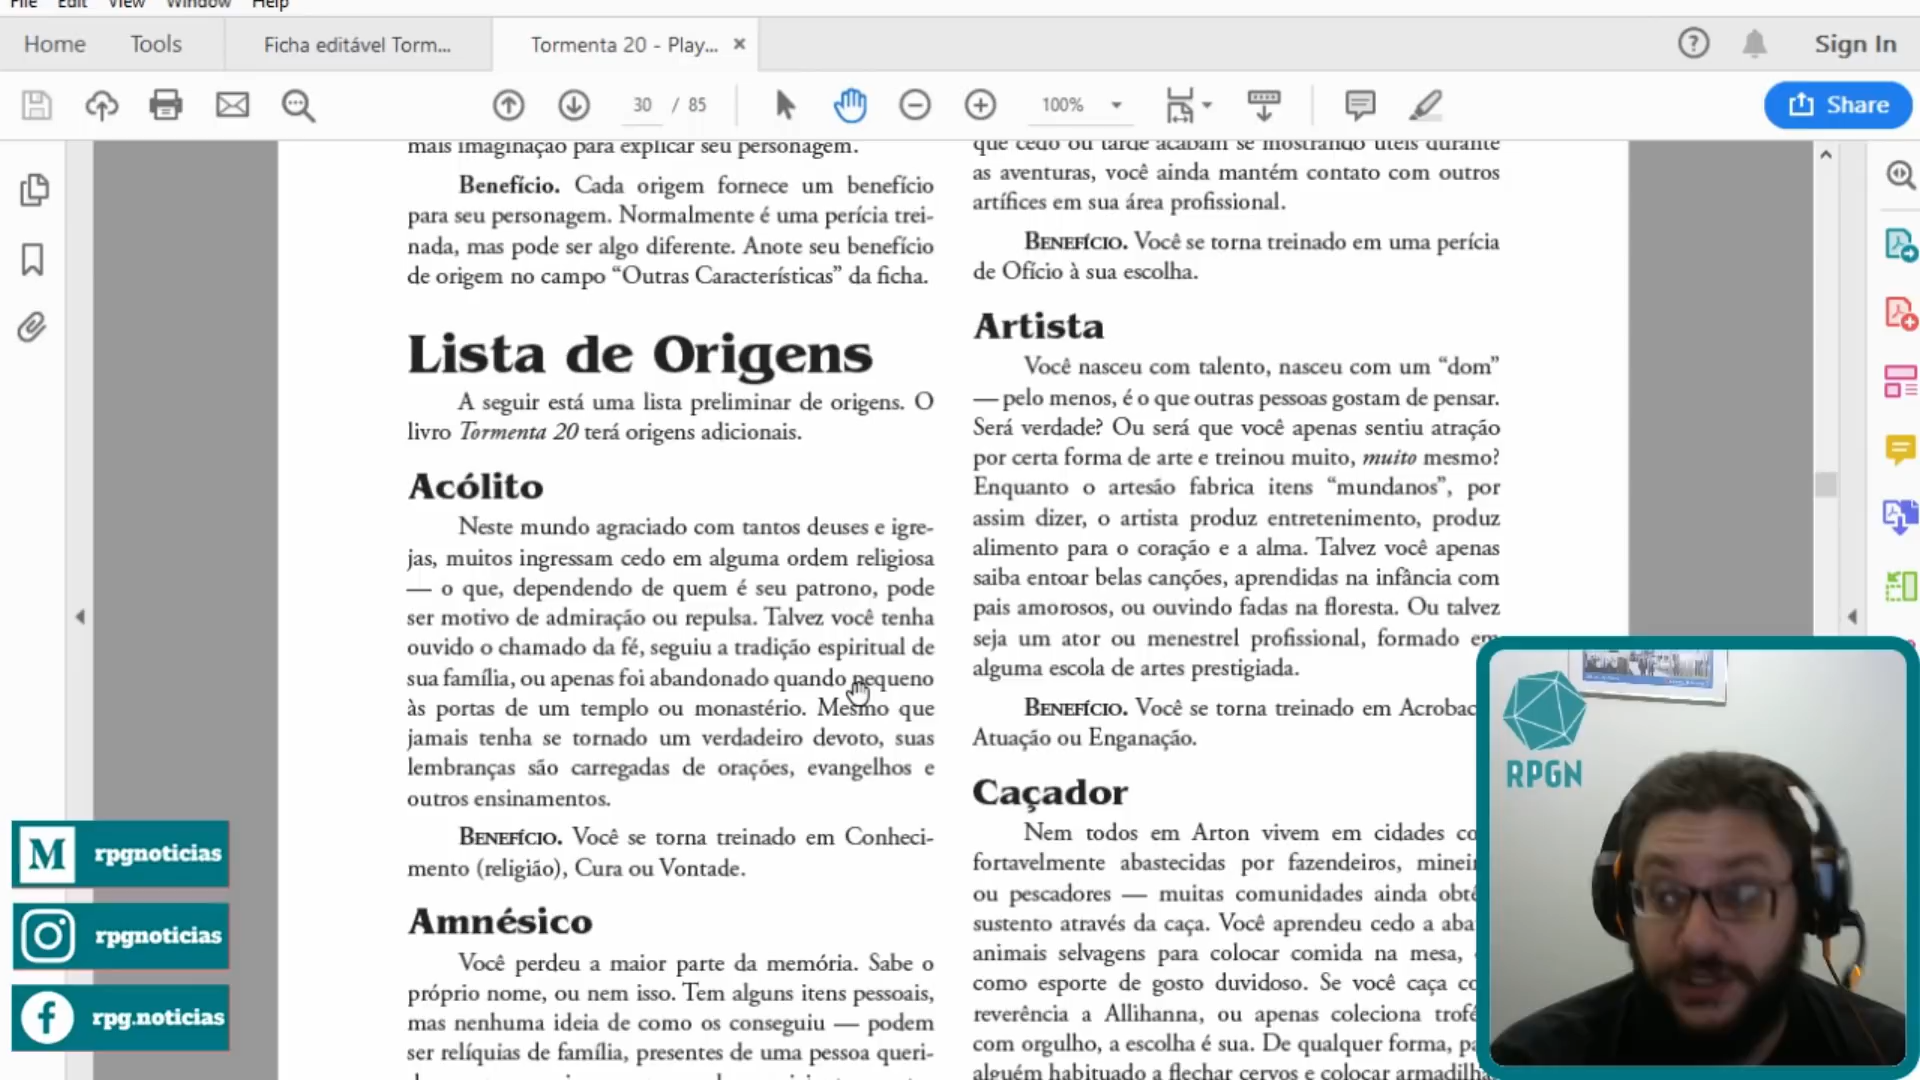 File Edit View Window Help
Home Tools Ficha editável Torm... Tormenta 20 - Play... ×
Sign In
30 / 85
100%
Share
mais imaginação para explicar seu personagem.
Benefício. Cada origem fornece um benefício
para seu personagem. Normalmente é uma perícia trei-
nada, mas pode ser algo diferente. Anote seu benefício
de origem no campo “Outras Características” da ficha.
Lista de Origens
A seguir está uma lista preliminar de origens. O
livro Tormenta 20 terá origens adicionais.
Acólito
Neste mundo agraciado com tantos deuses e igre-
jas, muitos ingressam cedo em alguma ordem religiosa
— o que, dependendo de quem é seu patrono, pode
ser motivo de admiração ou repulsa. Talvez você tenha
ouvido o chamado da fé, seguiu a tradição espiritual de
sua família, ou apenas foi abandonado quando pequeno
às portas de um templo ou monastério. Mesmo que
jamais tenha se tornado um verdadeiro devoto, suas
lembranças são carregadas de orações, evangelhos e
outros ensinamentos.
Benefício. Você se torna treinado em Conheci-
mento (religião), Cura ou Vontade.
Amnésico
Você perdeu a maior parte da memória. Sabe o
próprio nome, ou nem isso. Tem alguns itens pessoais,
mas nenhuma ideia de como os conseguiu — podem
ser relíquias de família, presentes de uma pessoa queri-
que cedo ou tarde acabam se mostrando úteis durante
as aventuras, você ainda mantém contato com outros
artífices em sua área profissional.
Benefício. Você se torna treinado em uma perícia
de Ofício à sua escolha.
Artista
Você nasceu com talento, nasceu com um “dom”
— pelo menos, é o que outras pessoas gostam de pensar.
Será verdade? Ou será que você apenas sentiu atração
por certa forma de arte e treinou muito, muito mesmo?
Enquanto o artesão fabrica itens “mundanos”, por
assim dizer, o artista produz entretenimento, produz
alimento para o coração e a alma. Talvez você apenas
saiba entoar belas canções, aprendidas na infância com
pais amorosos, ou ouvindo fadas na floresta. Ou talvez
seja um ator ou menestrel profissional, formado em
alguma escola de artes prestigiada.
Benefício. Você se torna treinado em Acrobac
Atuação ou Enganação.
Caçador
Nem todos em Arton vivem em cidades co
fortavelmente abastecidas por fazendeiros, minei
ou pescadores — muitas comunidades ainda obt
sustento através da caça. Você aprendeu cedo a aba
animais selvagens para colocar comida na mesa,
como esporte de gosto duvidoso. Se você caça co
reverência a Allihanna, ou apenas coleciona trofé
com orgulho, a escolha é sua. De qualquer forma, pa
alguém habituado a flechar cervos e colocar armadilha
M rpgnoticias
rpgnoticias
rpg.noticias
RPGN